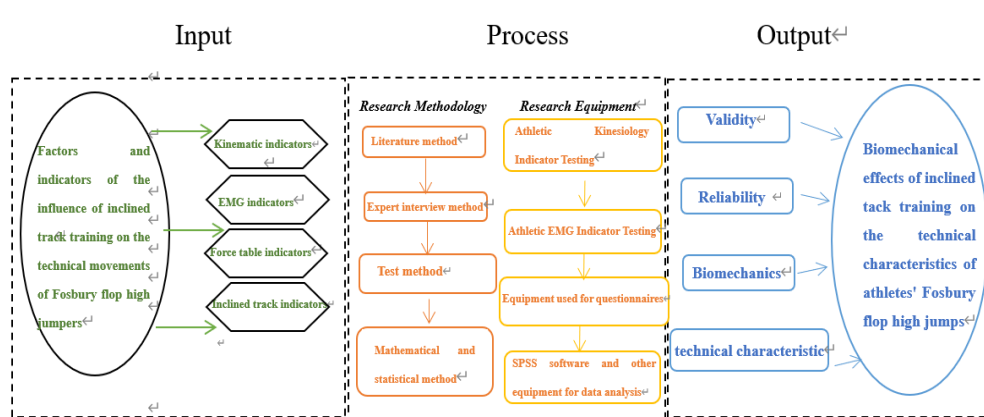 Input
Process
Output
Factors and
indicators of the
influence of inclined
track training on the
technical movements
of Fosbury flop high
jumpers
Kinematic indicators
EMG indicators
Force table indicators
Inclined track indicators
Research Methodology
Literature method
Expert interview method
Test method
Mathematical and
statistical method
Research Equipment
Athletic Kinesiology
Indicator Testing
Athletic EMG Indicator Testing
Equipment used for questionnaires
SPSS software and other
equipment for data analysis
Validity
Reliability
Biomechanics
technical characteristic
Biomechanical
effects of inclined
tack training on
the technical
characteristics of
athletes' Fosbury
flop high jumps